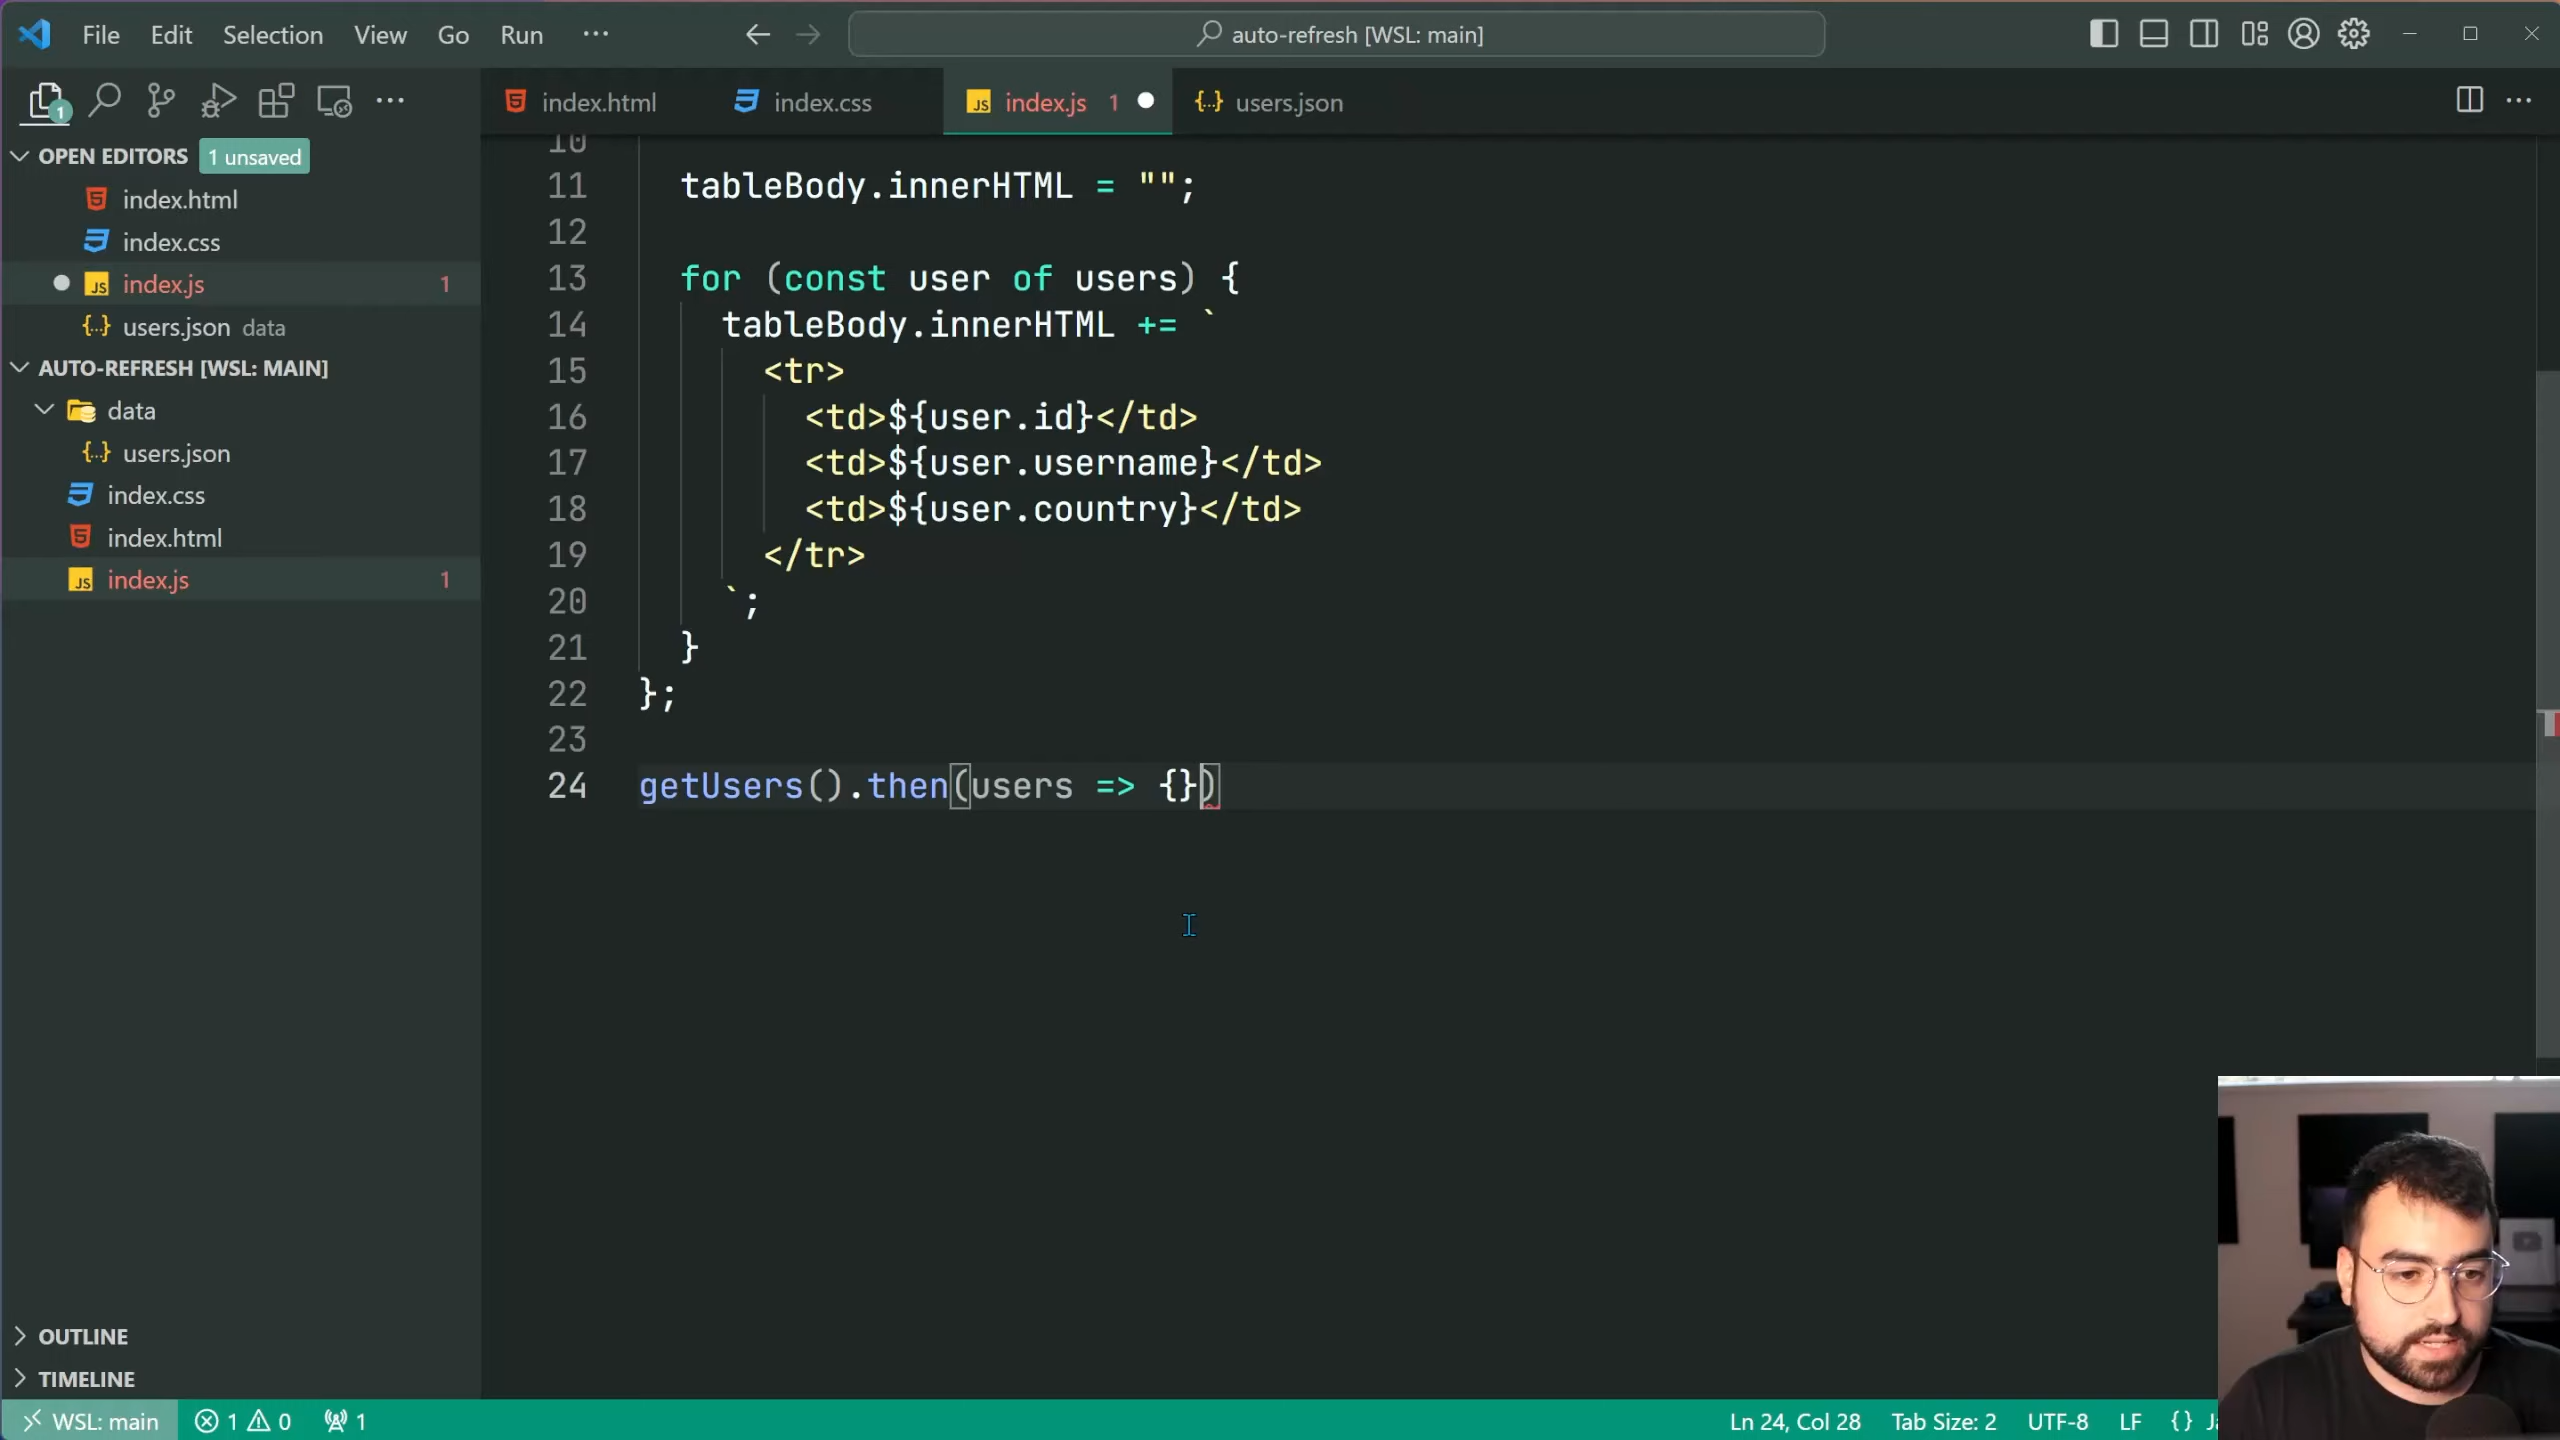 File Edit Selection View Go Run ··· auto-refresh [WSL: main]
1
index.html index.css JS index.js 1 users.json
OPEN EDITORS 1 unsaved
index.html
index.css
JS index.js 1
{..} users.json data
AUTO-REFRESH [WSL: MAIN]
data
{..} users.json
index.css
index.html
JS index.js 1
OUTLINE
TIMELINE
10
11 tableBody.innerHTML = "";
12
13 for (const user of users) {
14 tableBody.innerHTML += `
15 <tr>
16 <td>${user.id}</td>
17 <td>${user.username}</td>
18 <td>${user.country}</td>
19 </tr>
20 `;
21 }
22 };
23
24 getUsers().then(users => {})
WSL: main 1 0 1 Ln 24, Col 28 Tab Size: 2 UTF-8 LF {}